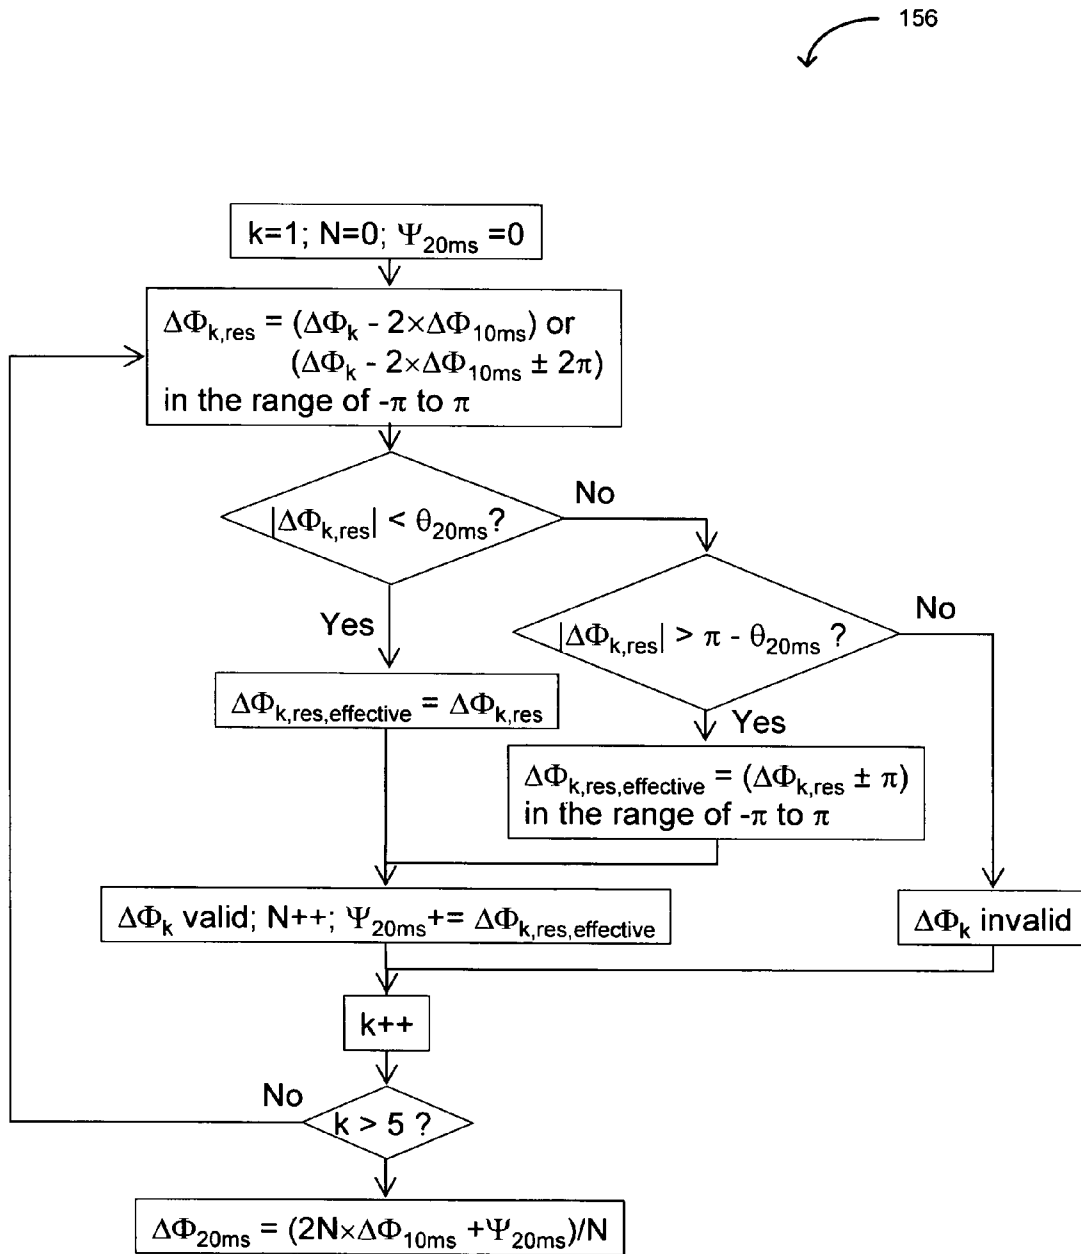 156
k=1; N=0; Ψ20ms =0
ΔΦk,res = (ΔΦk - 2×ΔΦ10ms) or
(ΔΦk - 2×ΔΦ10ms ± 2π)
in the range of -π to π
|ΔΦk,res| < θ20ms?
No
Yes
|ΔΦk,res| > π - θ20ms ?
No
ΔΦk,res,effective = ΔΦk,res
Yes
ΔΦk,res,effective = (ΔΦk,res ± π)
in the range of -π to π
ΔΦk valid; N++; Ψ20ms+= ΔΦk,res,effective
ΔΦk invalid
k++
No
k > 5 ?
ΔΦ20ms = (2N×ΔΦ10ms +Ψ20ms)/N